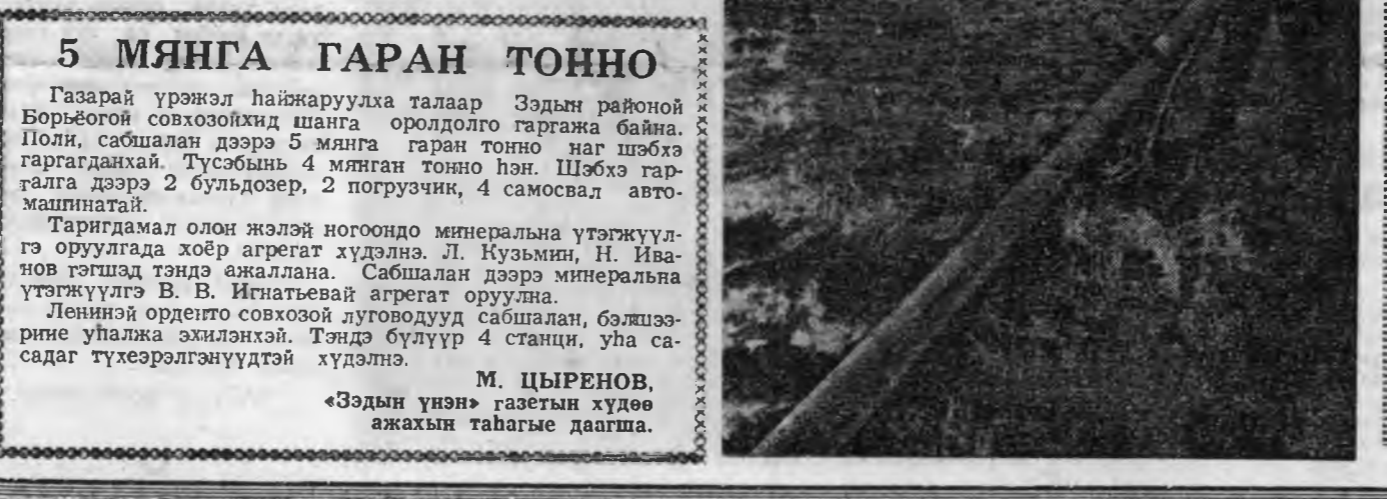 5 МЯНГА ГАРАН ТОННО
Газарай үрэжэл һайжаруулха талаар Зэдын районой
Борьёогой совхозойхид шанга оролдолго гаргажа байна.
Поли, сабшалан дээрэ 5 мянга гаран тонно наг шэбхэ
гаргагданхай. Түсэбынь 4 мянган тонно һэн. Шэбхэ гар-
галга дээрэ 2 бульдозер, 2 погрузчик, 4 самосвал авто-
машинатай.
Таригдамал олон жэлэй ногоондо минеральна үтэгжүүл-
гэ оруулгада хоёр агрегат хүдэлнэ. Л. Кузьмин, Н. Ива-
нов гэгшэд тэндэ ажаллана. Сабшалан дээрэ минеральна
үтэгжүүлгэ В. В. Игнатьевай агрегат оруулна.
Ленинэй орденто совхозой луговодууд сабшалан, бэлшээ-
риие уһалжа эхилэнхэй. Тэндэ бүлүүр 4 станци, уһа са-
садаг түхеэрэлгэнүүдтэй хүдэлнэ.
М. ЦЫРЕНОВ,
«Зэдын үнэн» газетын хүдөө
ажахын таһагые даагша.